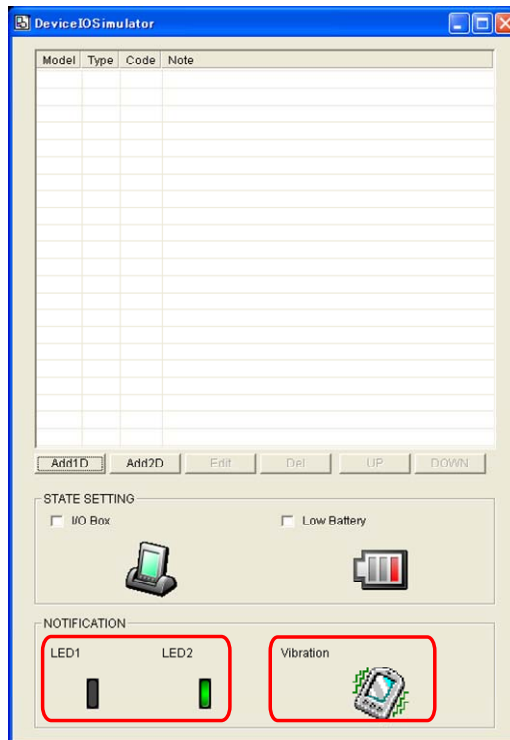 DeviceIOSimulator
Model Type Code Note
Add1D Add2D Edit Del UP DOWN
STATE SETTING
I/O Box Low Battery
NOTIFICATION
LED1 LED2 Vibration